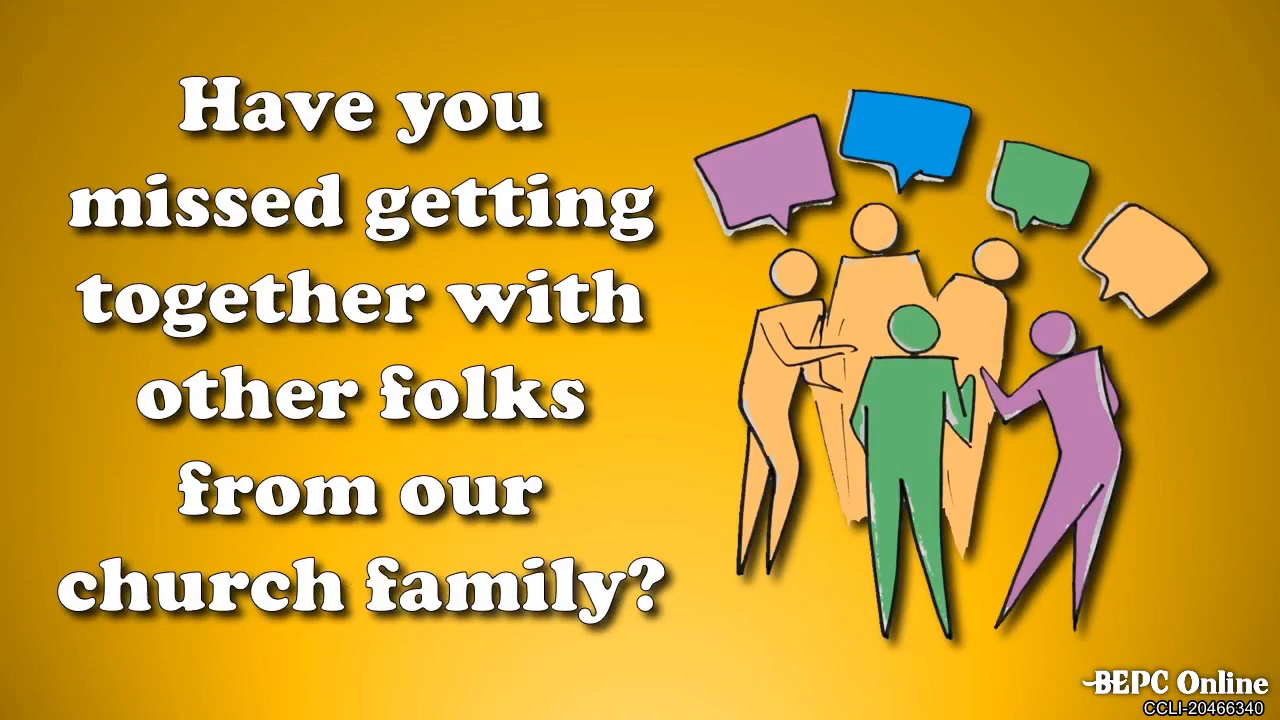 Have you
missed getting
together with
other folks
from our
church family?
BEPC Online
CCLI-20466340